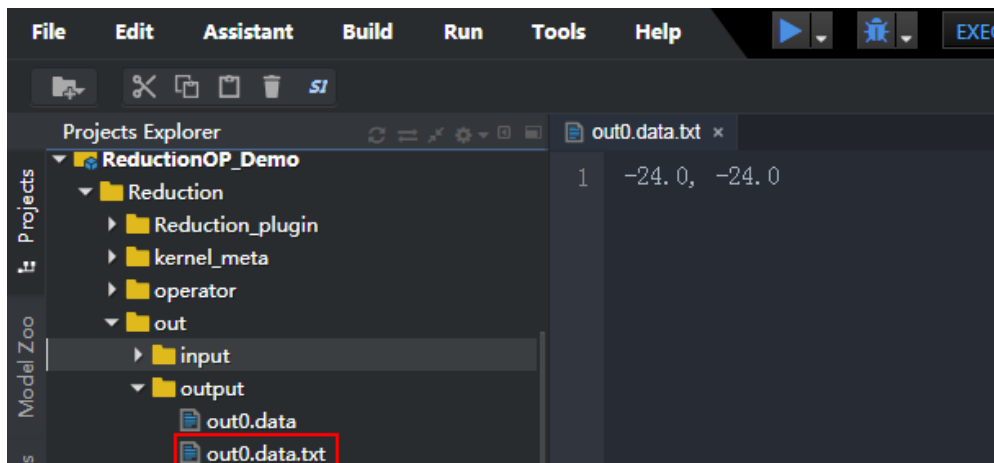 File Edit Assistant Build Run Tools Help
SI
Projects Explorer
out0.data.txt ×
ReductionOP_Demo
1 -24.0, -24.0
Reduction
Reduction_plugin
kernel_meta
operator
out
input
output
out0.data
out0.data.txt
Projects
Model Zoo